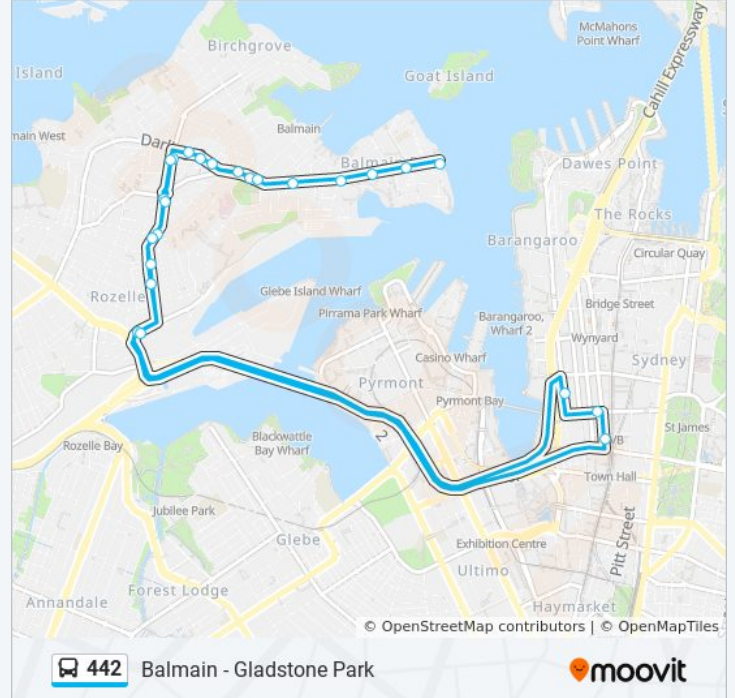 McMahons
Point Wharf
Birchgrove
Island
Goat Island
Cahill Expressway
main West
Balmain
Balmain
Dawes Point
The Rocks
Barangaroo
Circular Quay
Rozelle
Glebe Island Wharf
Pirrama Park Wharf
Bridge Street
Barangaroo,
Wharf 2
Wynyard
Casino Wharf
Sydney
Pyrmont
Pyrmont Bay
St James
Blackwattle
Bay Wharf
Rozelle Bay
2
VB
Town Hall
Jubilee Park
Glebe
Exhibition Centre
Pitt Street
Ultimo
Forest Lodge
Annandale
Haymarket
© OpenStreetMap contributors | © OpenMapTiles
442 Balmain - Gladstone Park
moovit